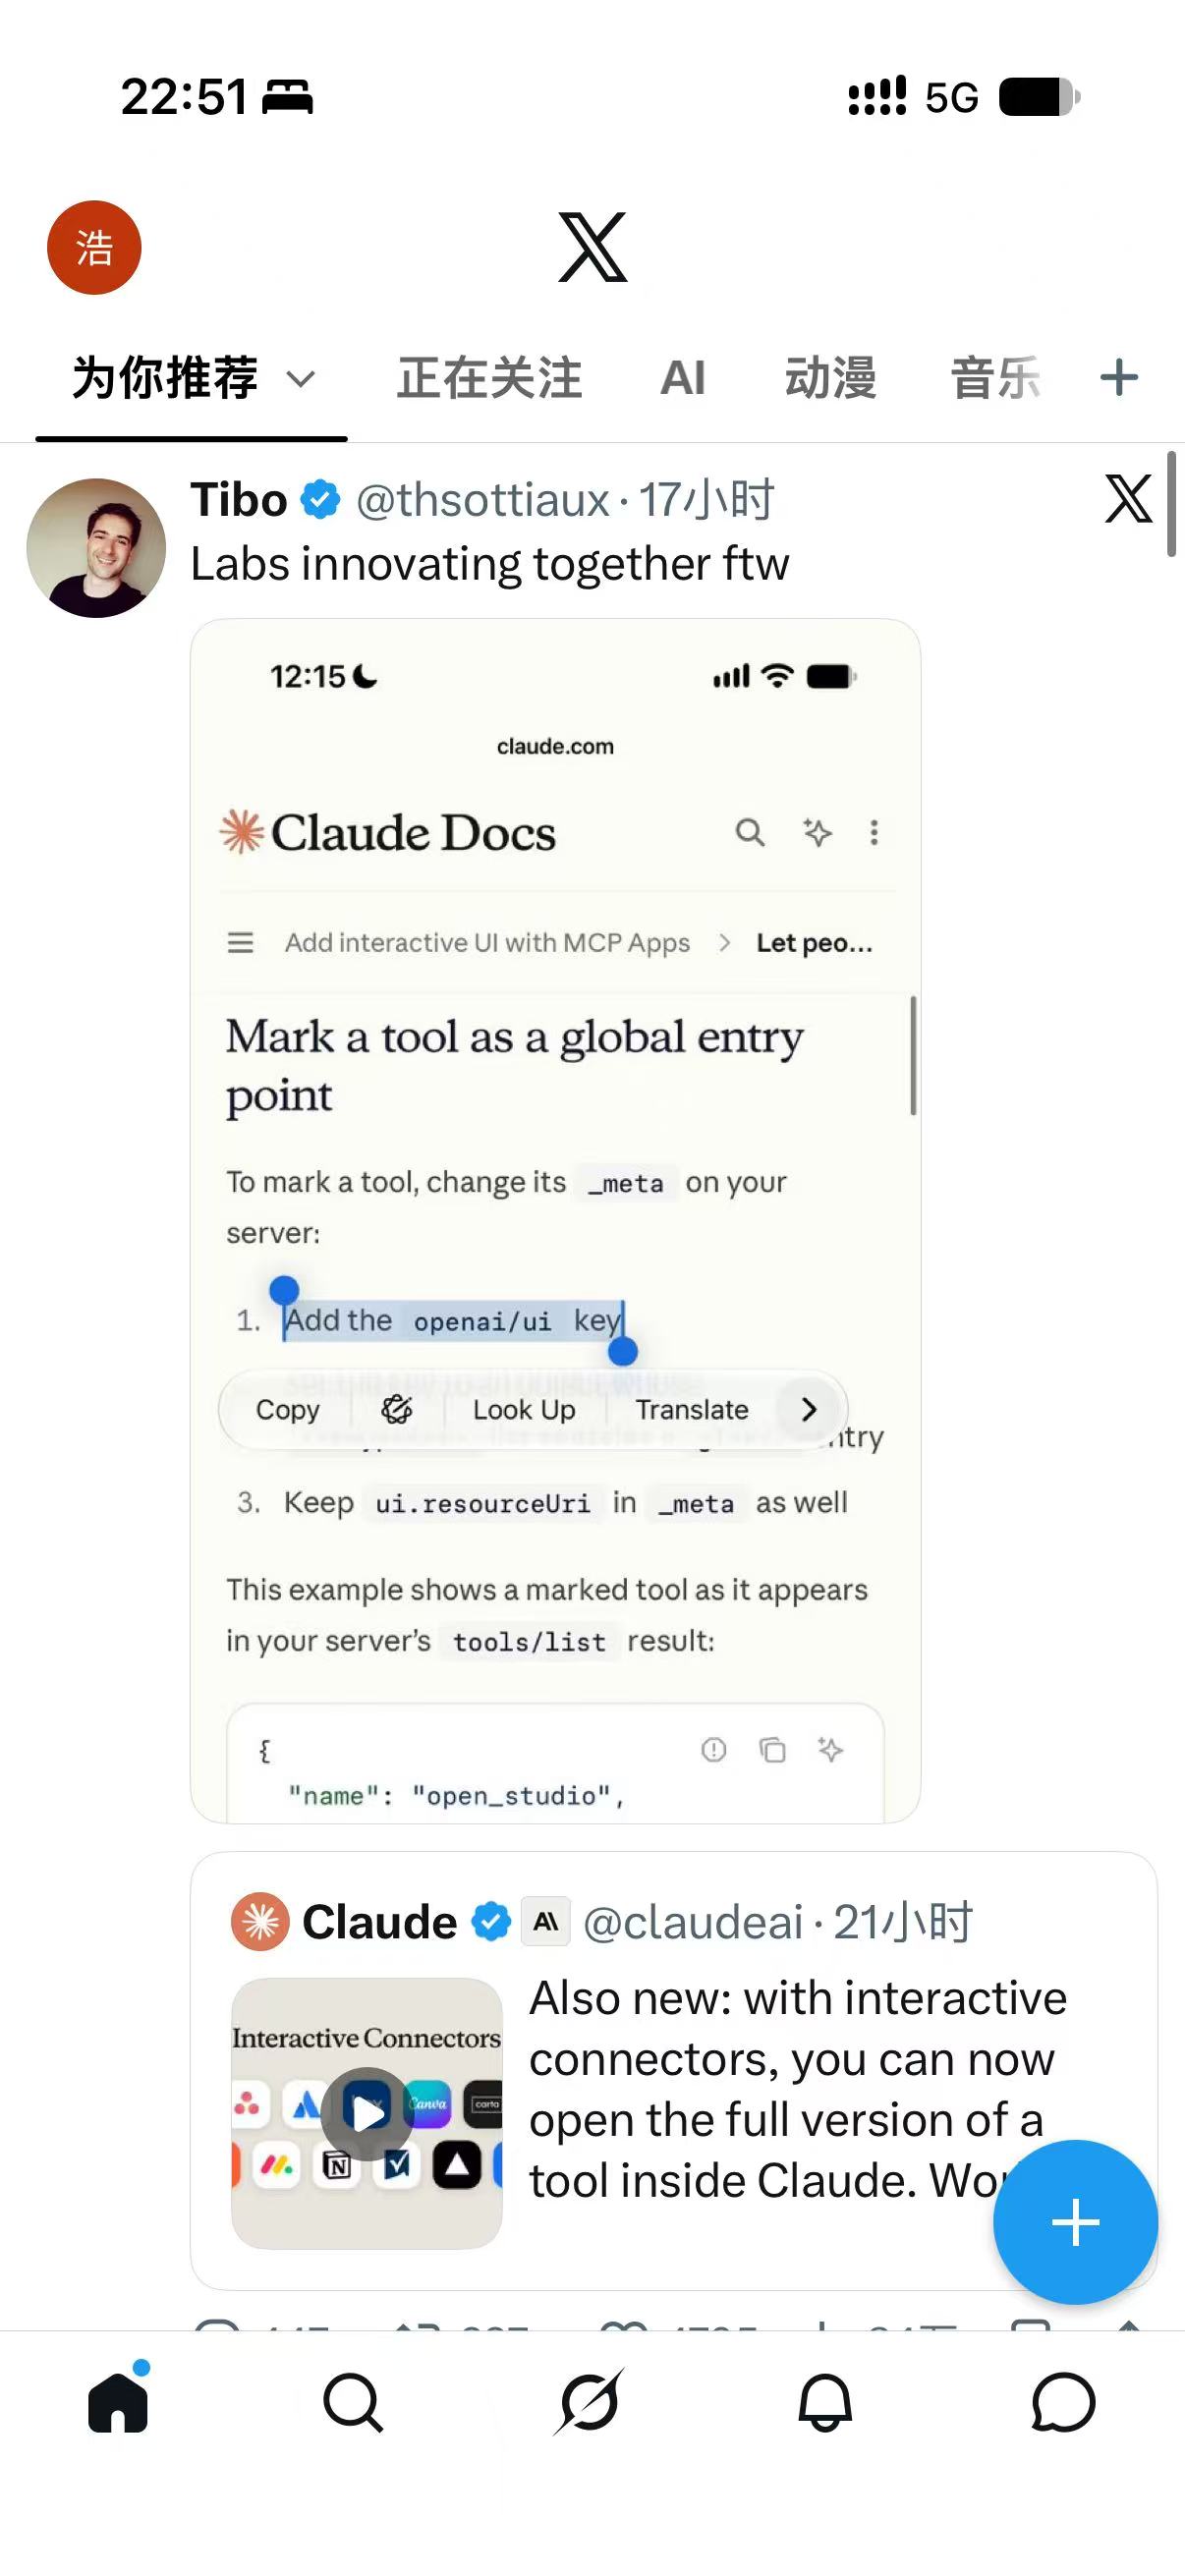 22:51
5G
浩
为你推荐 正在关注 AI 动漫 音乐
Tibo @thsottiaux · 17小时
Labs innovating together ftw
12:15
claude.com
Claude Docs
Add interactive UI with MCP Apps > Let peo...
Mark a tool as a global entry
point
To mark a tool, change its _meta on your
server:
1. Add the openai/ui key
Copy Look Up Translate
entry
3. Keep ui.resourceUri in _meta as well
This example shows a marked tool as it appears
in your server's tools/list result:
{
"name": "open_studio",
Claude A\ @claudeai · 21小时
Interactive Connectors
Canva
carta
Also new: with interactive
connectors, you can now
open the full version of a
tool inside Claude.